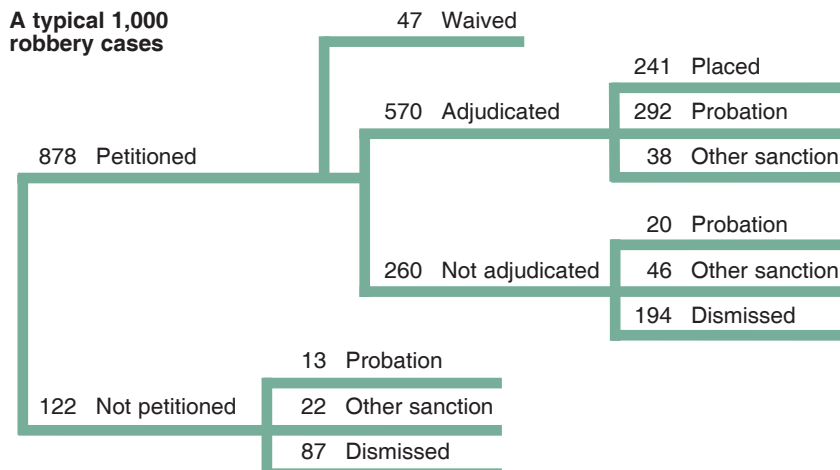 A typical 1,000
robbery cases
47 Waived
241 Placed
570 Adjudicated
292 Probation
878 Petitioned
38 Other sanction
20 Probation
260 Not adjudicated
46 Other sanction
194 Dismissed
13 Probation
122 Not petitioned
22 Other sanction
87 Dismissed